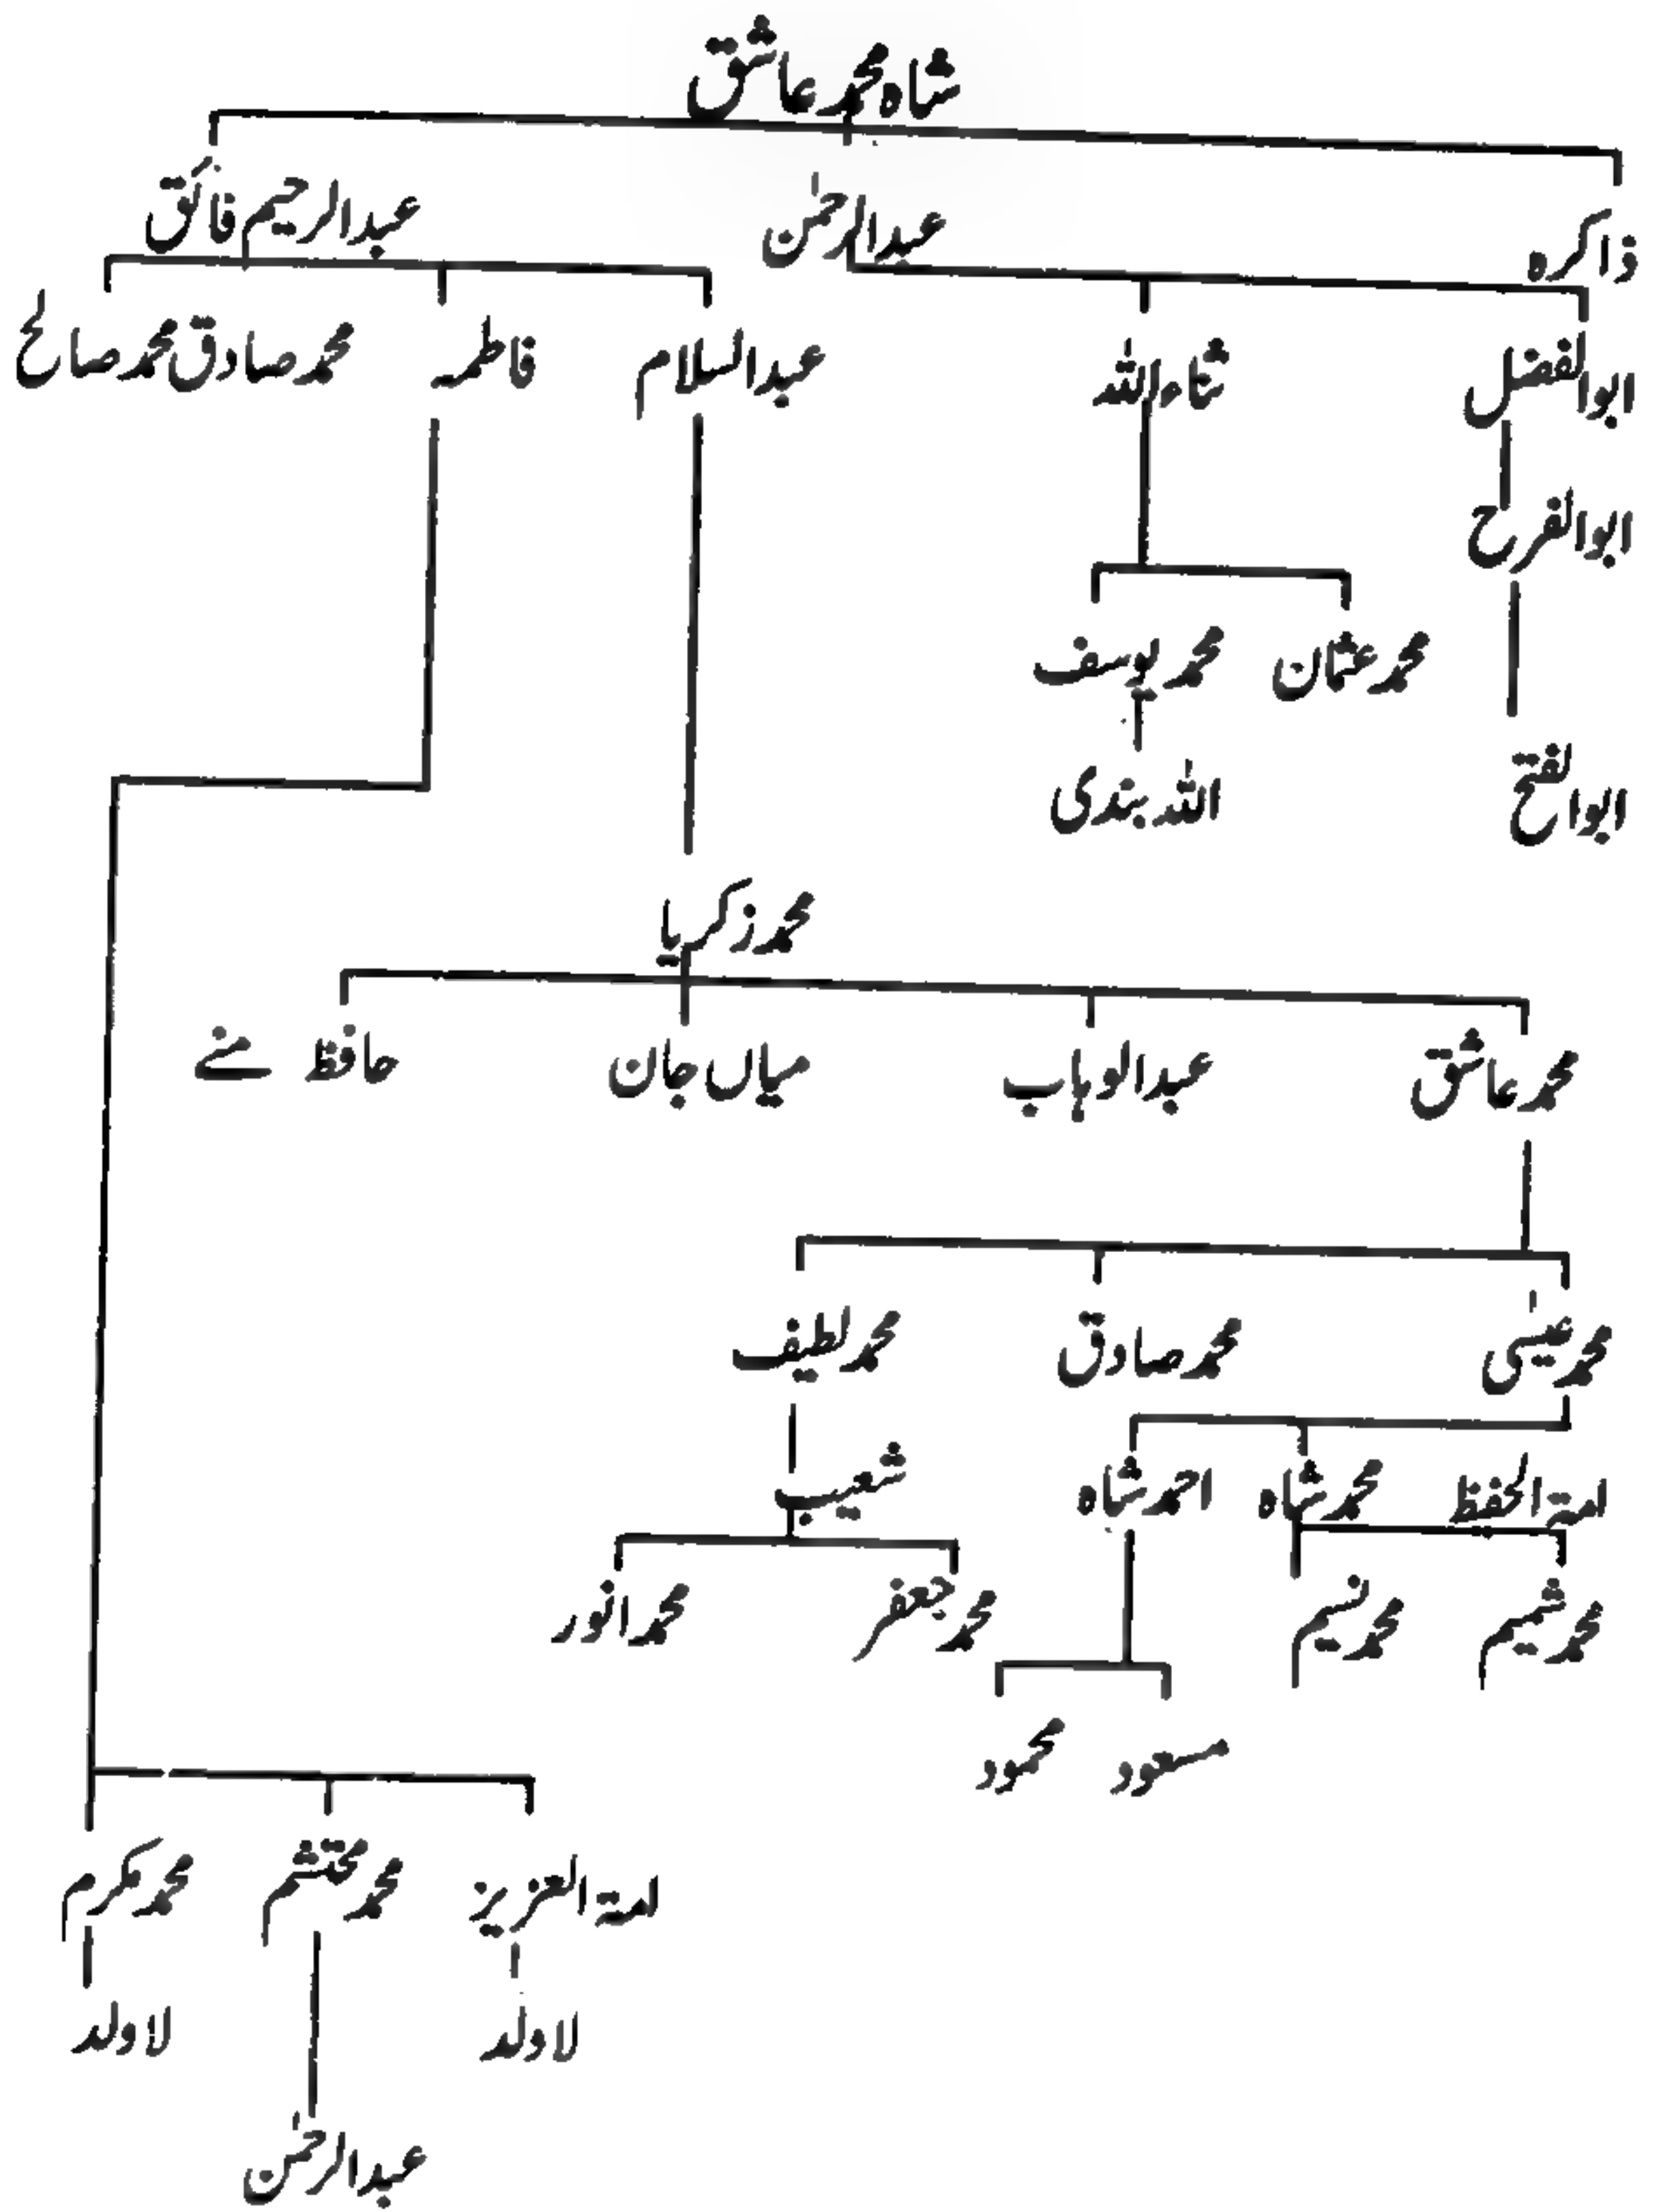 شاہ محمد عاشق
ذاکرہ عبدالرحمٰن عبدالرحیم فائق
ابوالفضل ثناء اللہ عبدالسلام فاطمہ محمد صادق محمد صالح
ابوالفرح
محمد عثمان محمد یوسف
ابوالفتح اللہ بندی
محمد زکریا
محمد عاشق عبدالوہاب میاں جان حافظ منے
محمد عیسیٰ محمد صادق محمد لطیف
امۃ الحفظ محمد شاہ احمد شاہ شعیب
محمد شمیم محمد نسیم محمد جعفر محمد انور
مسعود محمود
امۃ العزیز محمد محتشم محمد مکرم
لاولد لاولد
عبدالرحمٰن